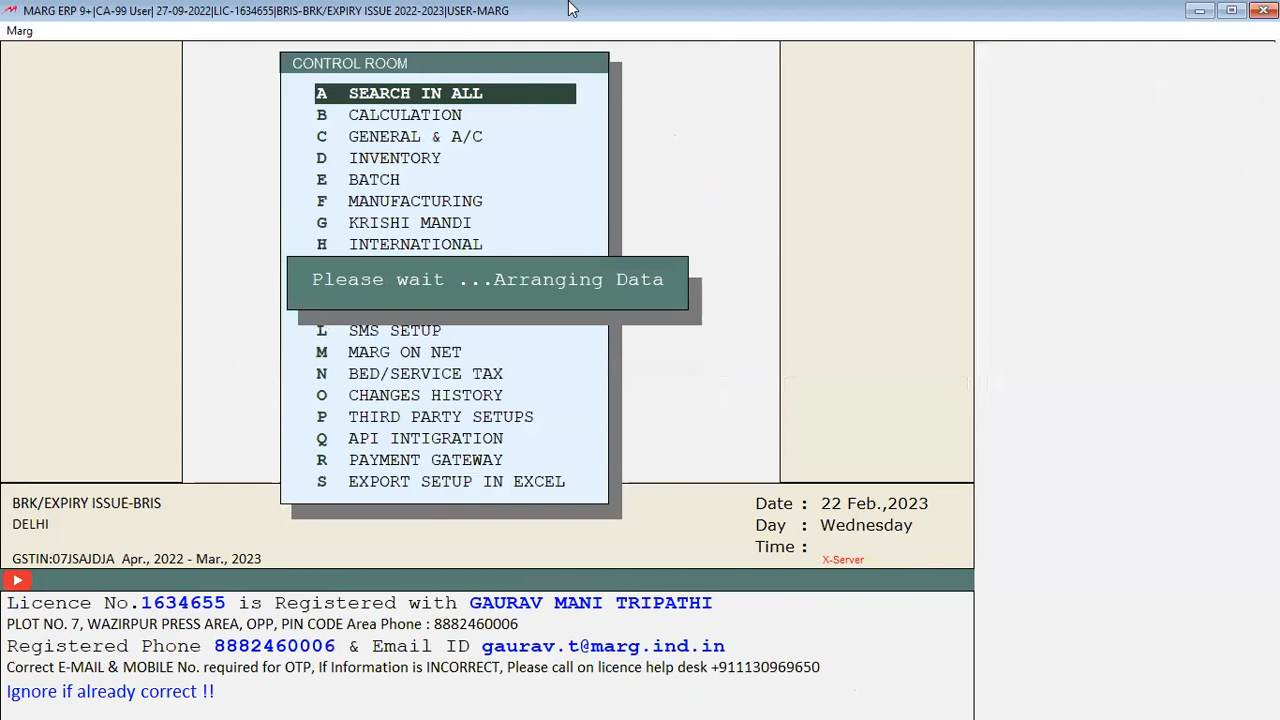 MARG ERP 9+|CA-99 User| 27-09-2022|LIC-1634655|BRIS-BRK/EXPIRY ISSUE 2022-2023|USER-MARG
Marg
CONTROL ROOM
A SEARCH IN ALL
B CALCULATION
C GENERAL & A/C
D INVENTORY
E BATCH
F MANUFACTURING
G KRISHI MANDI
H INTERNATIONAL
Please wait ...Arranging Data
L SMS SETUP
M MARG ON NET
N BED/SERVICE TAX
O CHANGES HISTORY
P THIRD PARTY SETUPS
Q API INTIGRATION
R PAYMENT GATEWAY
S EXPORT SETUP IN EXCEL
BRK/EXPIRY ISSUE-BRIS
DELHI
GSTIN:07JSAJDJA Apr., 2022 - Mar., 2023
Date : 22 Feb.,2023
Day : Wednesday
Time :
X-Server
Licence No.1634655 is Registered with GAURAV MANI TRIPATHI
PLOT NO. 7, WAZIRPUR PRESS AREA, OPP, PIN CODE Area Phone : 8882460006
Registered Phone 8882460006 & Email ID gaurav.t@marg.ind.in
Correct E-MAIL & MOBILE No. required for OTP, If Information is INCORRECT, Please call on licence help desk +911130969650
Ignore if already correct !!